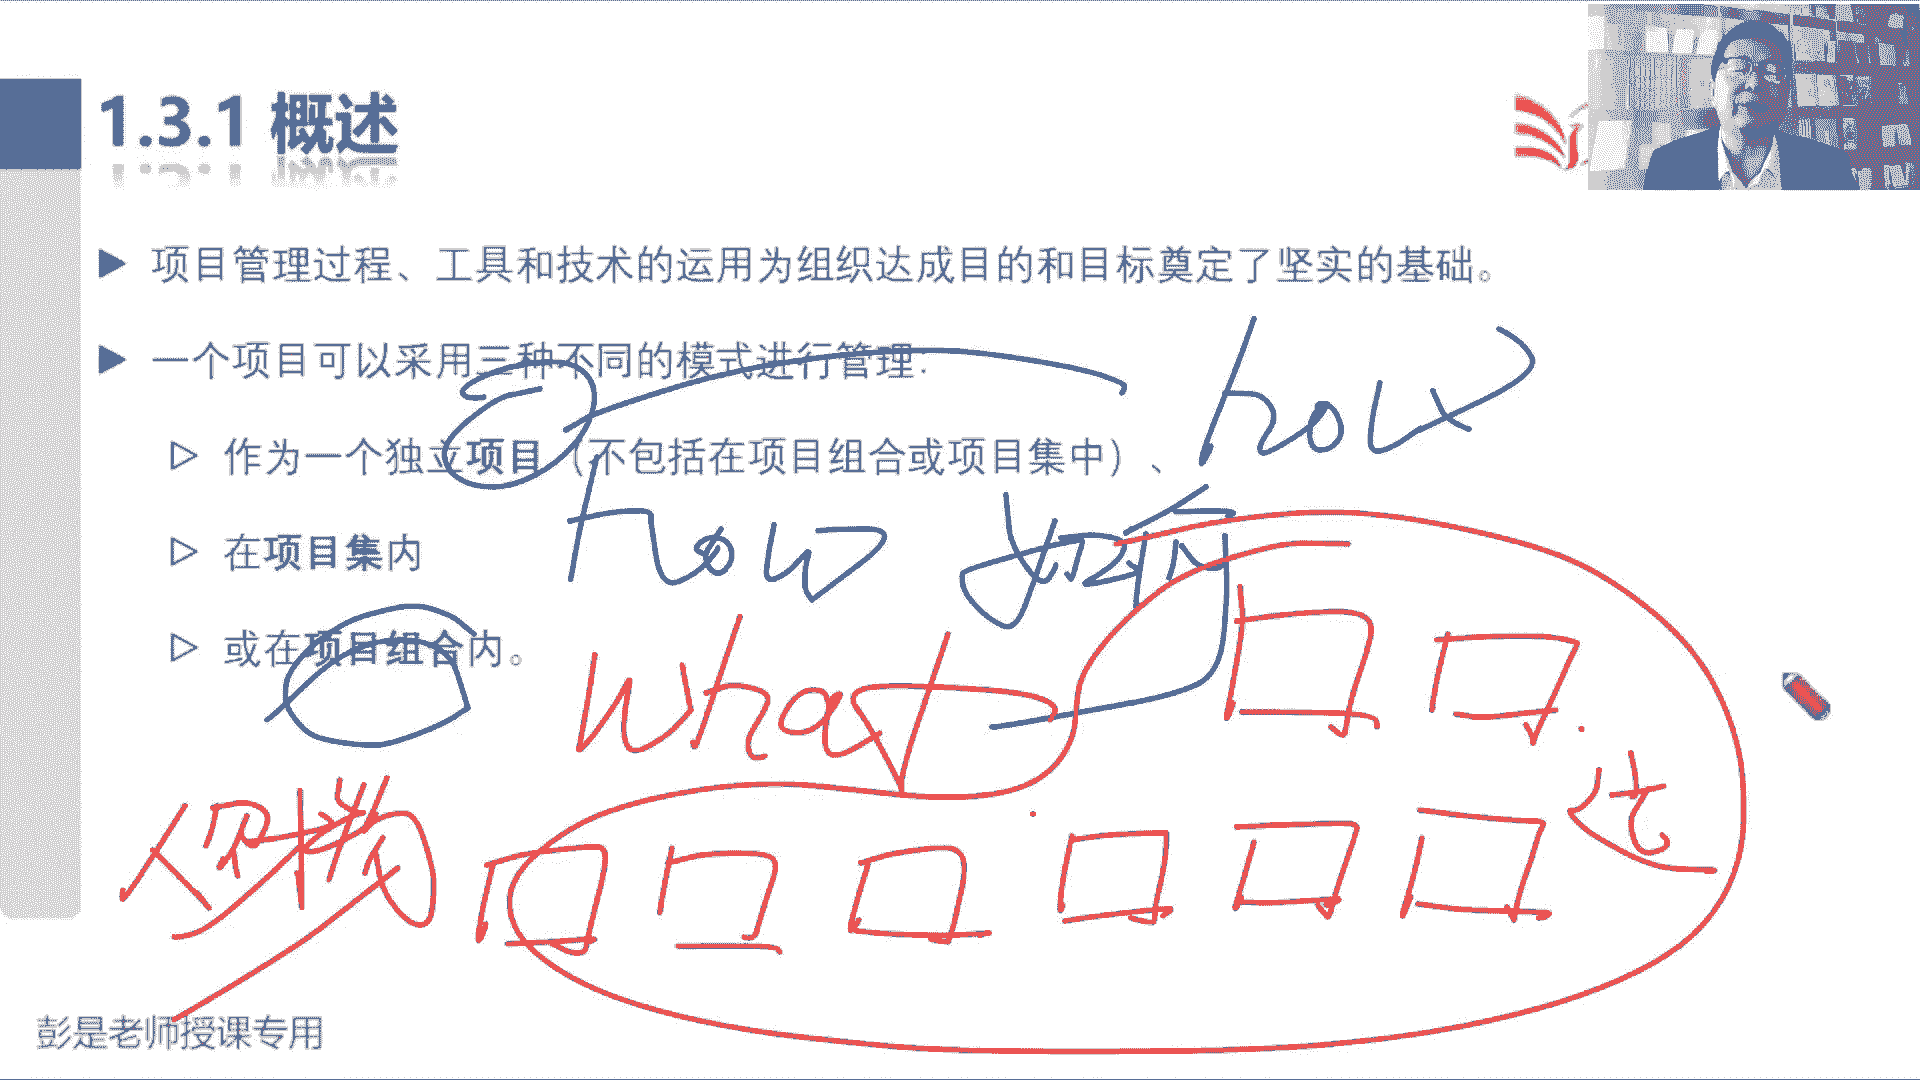 1.3.1 概述
项目管理过程、工具和技术的运用为组织达成目的和目标奠定了坚实的基础。
一个项目可以采用三种不同的模式进行管理:
how
作为一个独立项目（不包括在项目组合或项目集中）、
在项目集内
how 如何
或在项目组合内。
what
选
彭是老师授课专用